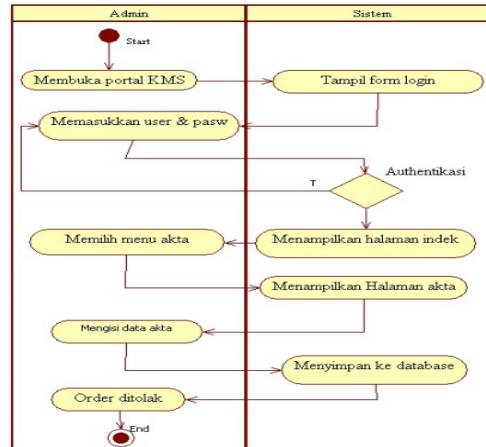 Admin
Sistem
Start
Membuka portal KMS
Tampil form login
Memasukkan user & pasw
Authentikasi
T
Memilih menu akta
Menampilkan halaman indek
Menampilkan Halaman akta
Mengisi data akta
Menyimpan ke database
Order ditolak
End